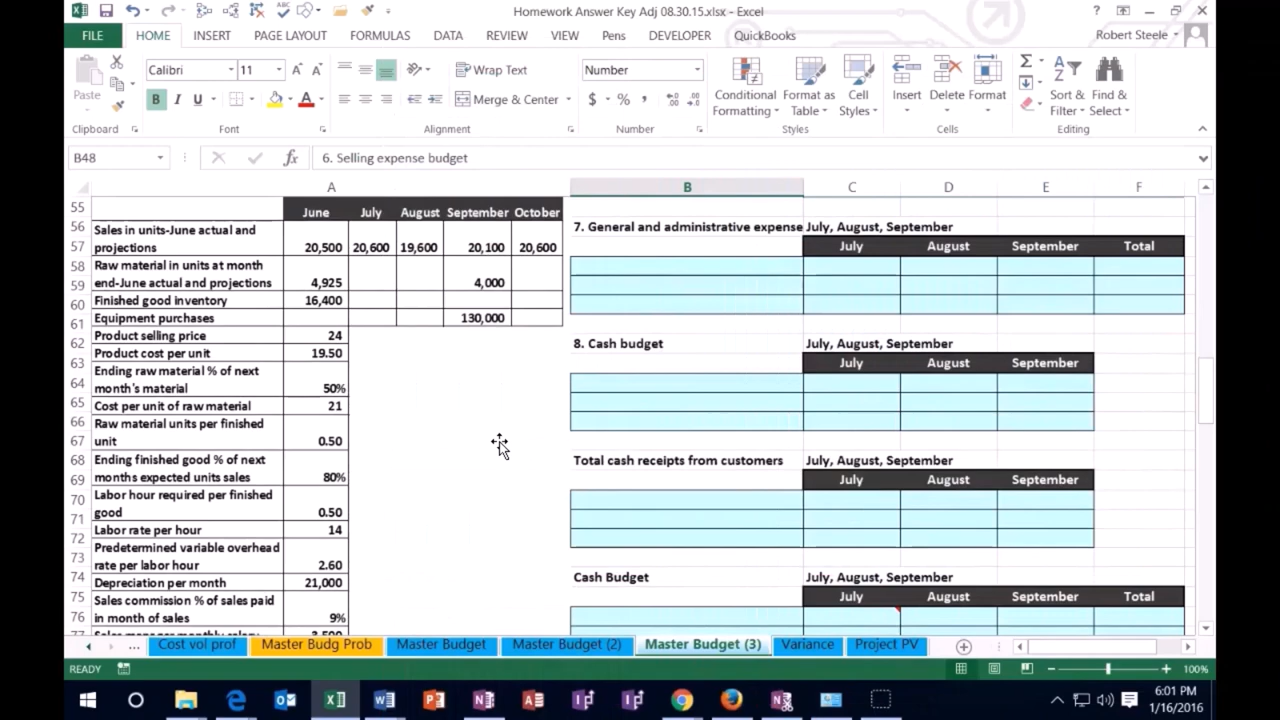 Homework Answer Key Adj 08.30.15.xlsx - Excel
FILE HOME INSERT PAGE LAYOUT FORMULAS DATA REVIEW VIEW Pens DEVELOPER QuickBooks Robert Steele
Paste Calibri 11 Wrap Text Merge & Center Number $ % Conditional Formatting Format as Table Cell Styles Insert Delete Format Sort & Filter Find & Select
Clipboard Font Alignment Number Styles Cells Editing
B48 fx 6. Selling expense budget
A B C D E F
55 June July August September October
56 Sales in units-June actual and
57 projections 20,500 20,600 19,600 20,100 20,600
58 Raw material in units at month
59 end-June actual and projections 4,925 4,000
60 Finished good inventory 16,400
61 Equipment purchases 130,000
62 Product selling price 24
63 Product cost per unit 19.50
64 Ending raw material % of next month's material 50%
65 Cost per unit of raw material 21
66 Raw material units per finished
67 unit 0.50
68 Ending finished good % of next
69 months expected units sales 80%
70 Labor hour required per finished
71 good 0.50
72 Labor rate per hour 14
73 Predetermined variable overhead rate per labor hour 2.60
74 Depreciation per month 21,000
75 Sales commission % of sales paid
76 in month of sales 9%
77
7. General and administrative expense July, August, September
July August September Total
8. Cash budget July, August, September
July August September
Total cash receipts from customers July, August, September
July August September
Cash Budget July, August, September
July August September Total
... Cost vol prof Master Budg Prob Master Budget Master Budget (2) Master Budget (3) Variance Project PV
READY 100%
6:01 PM
1/16/2016